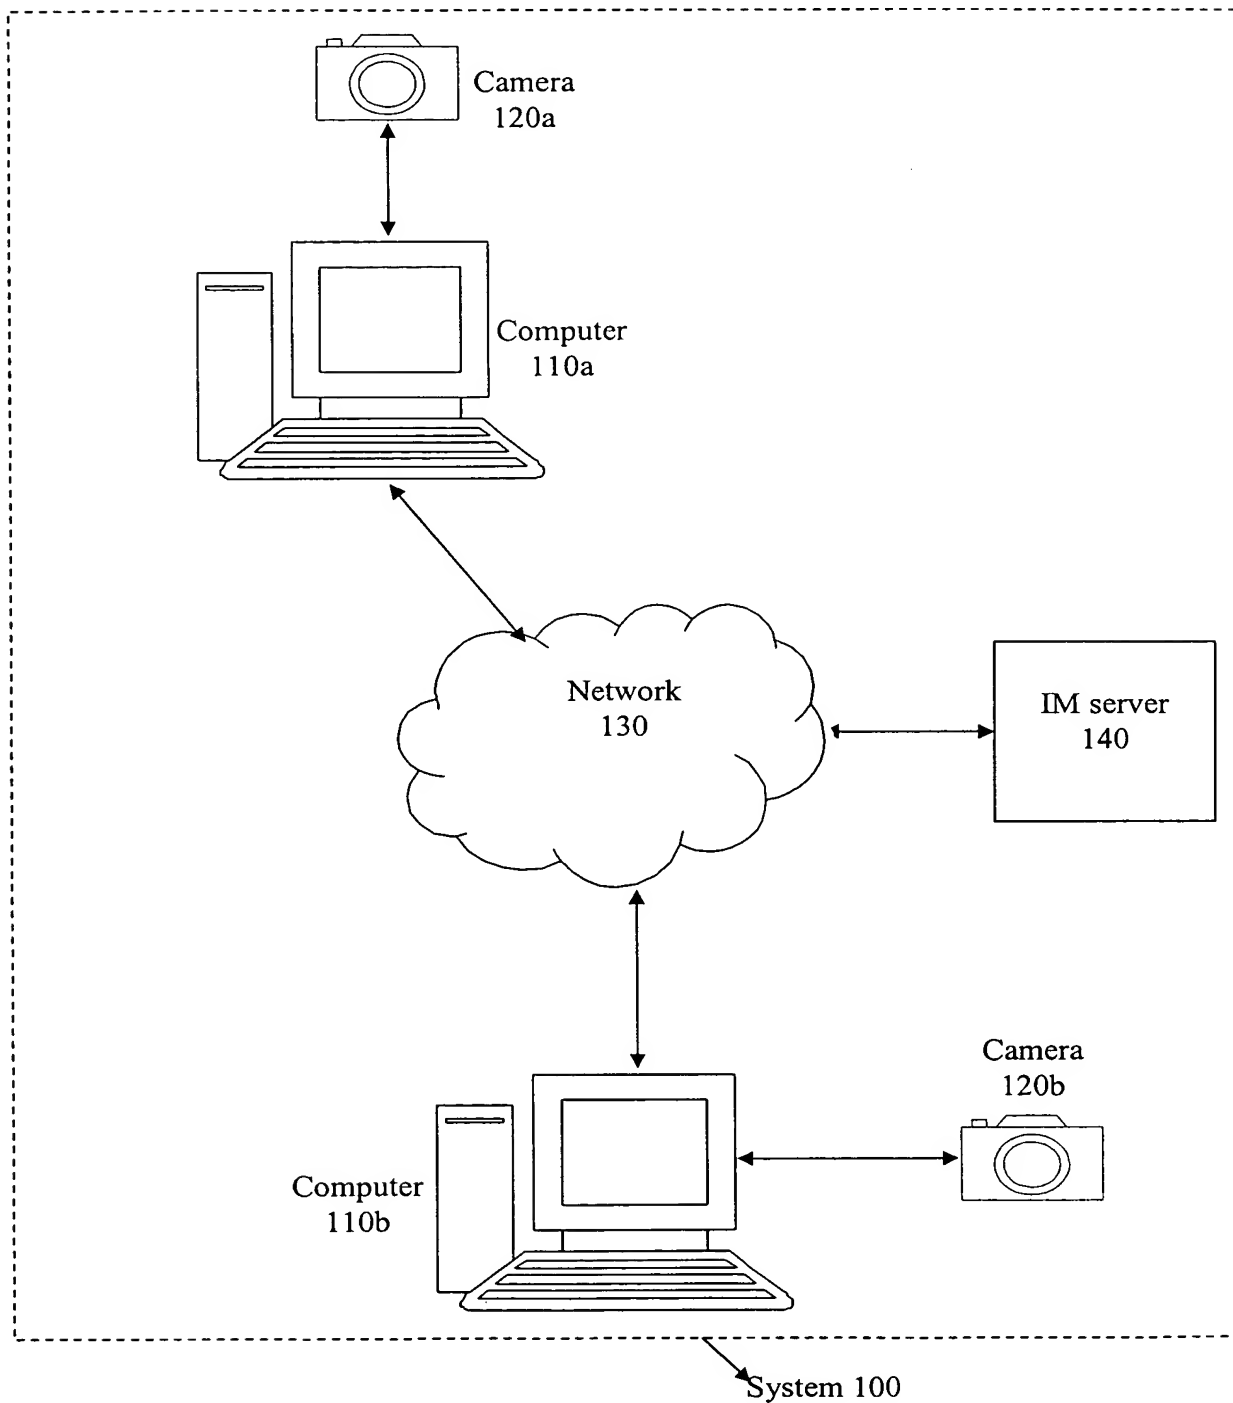 Camera
120a
Computer
110a
Network
130
IM server
140
Camera
120b
Computer
110b
System 100